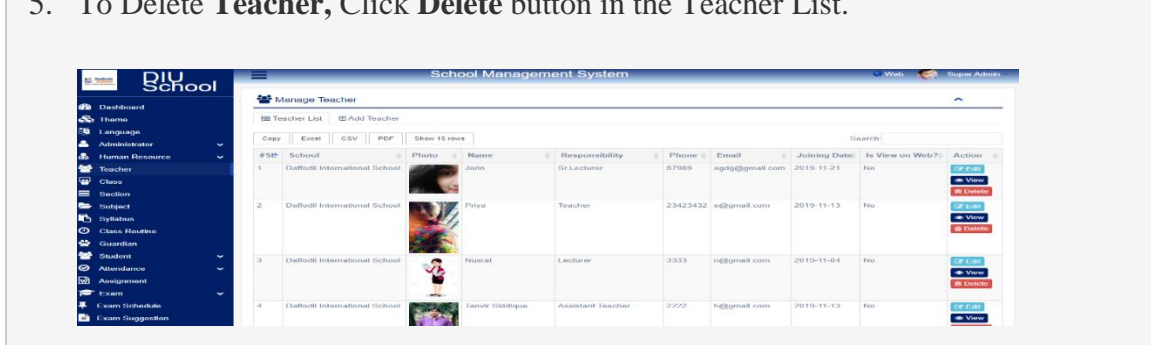 5. To Delete Teacher, Click Delete button in the Teacher List.
DIU
School
School Management System
Web
Super Admin
Dashboard
Theme
Language
Administrator
Human Resource
Teacher
Class
Section
Subject
Syllabus
Class Routine
Guardian
Student
Attendance
Assignment
Exam
Exam Schedule
Exam Suggestion
Manage Teacher
Teacher List Add Teacher
Copy Excel CSV PDF Show 15 rows Search:
#Sl School Photo Name Responsibility Phone Email Joining Date Is View on Web? Action
1 Daffodil International School Jerin Sr.Lecturer 67989 agdg@gmail.com 2019-11-21 No Edit
View
Delete
2 Daffodil International School Priya Teacher 23423432 e@gmail.com 2019-11-13 No Edit
View
Delete
3 Daffodil International School Nusrat Lecturer 3333 n@gmail.com 2019-11-04 No Edit
View
Delete
4 Daffodil International School Tanvir Siddique Assistant Teacher 2222 h@gmail.com 2019-11-13 No Edit
View